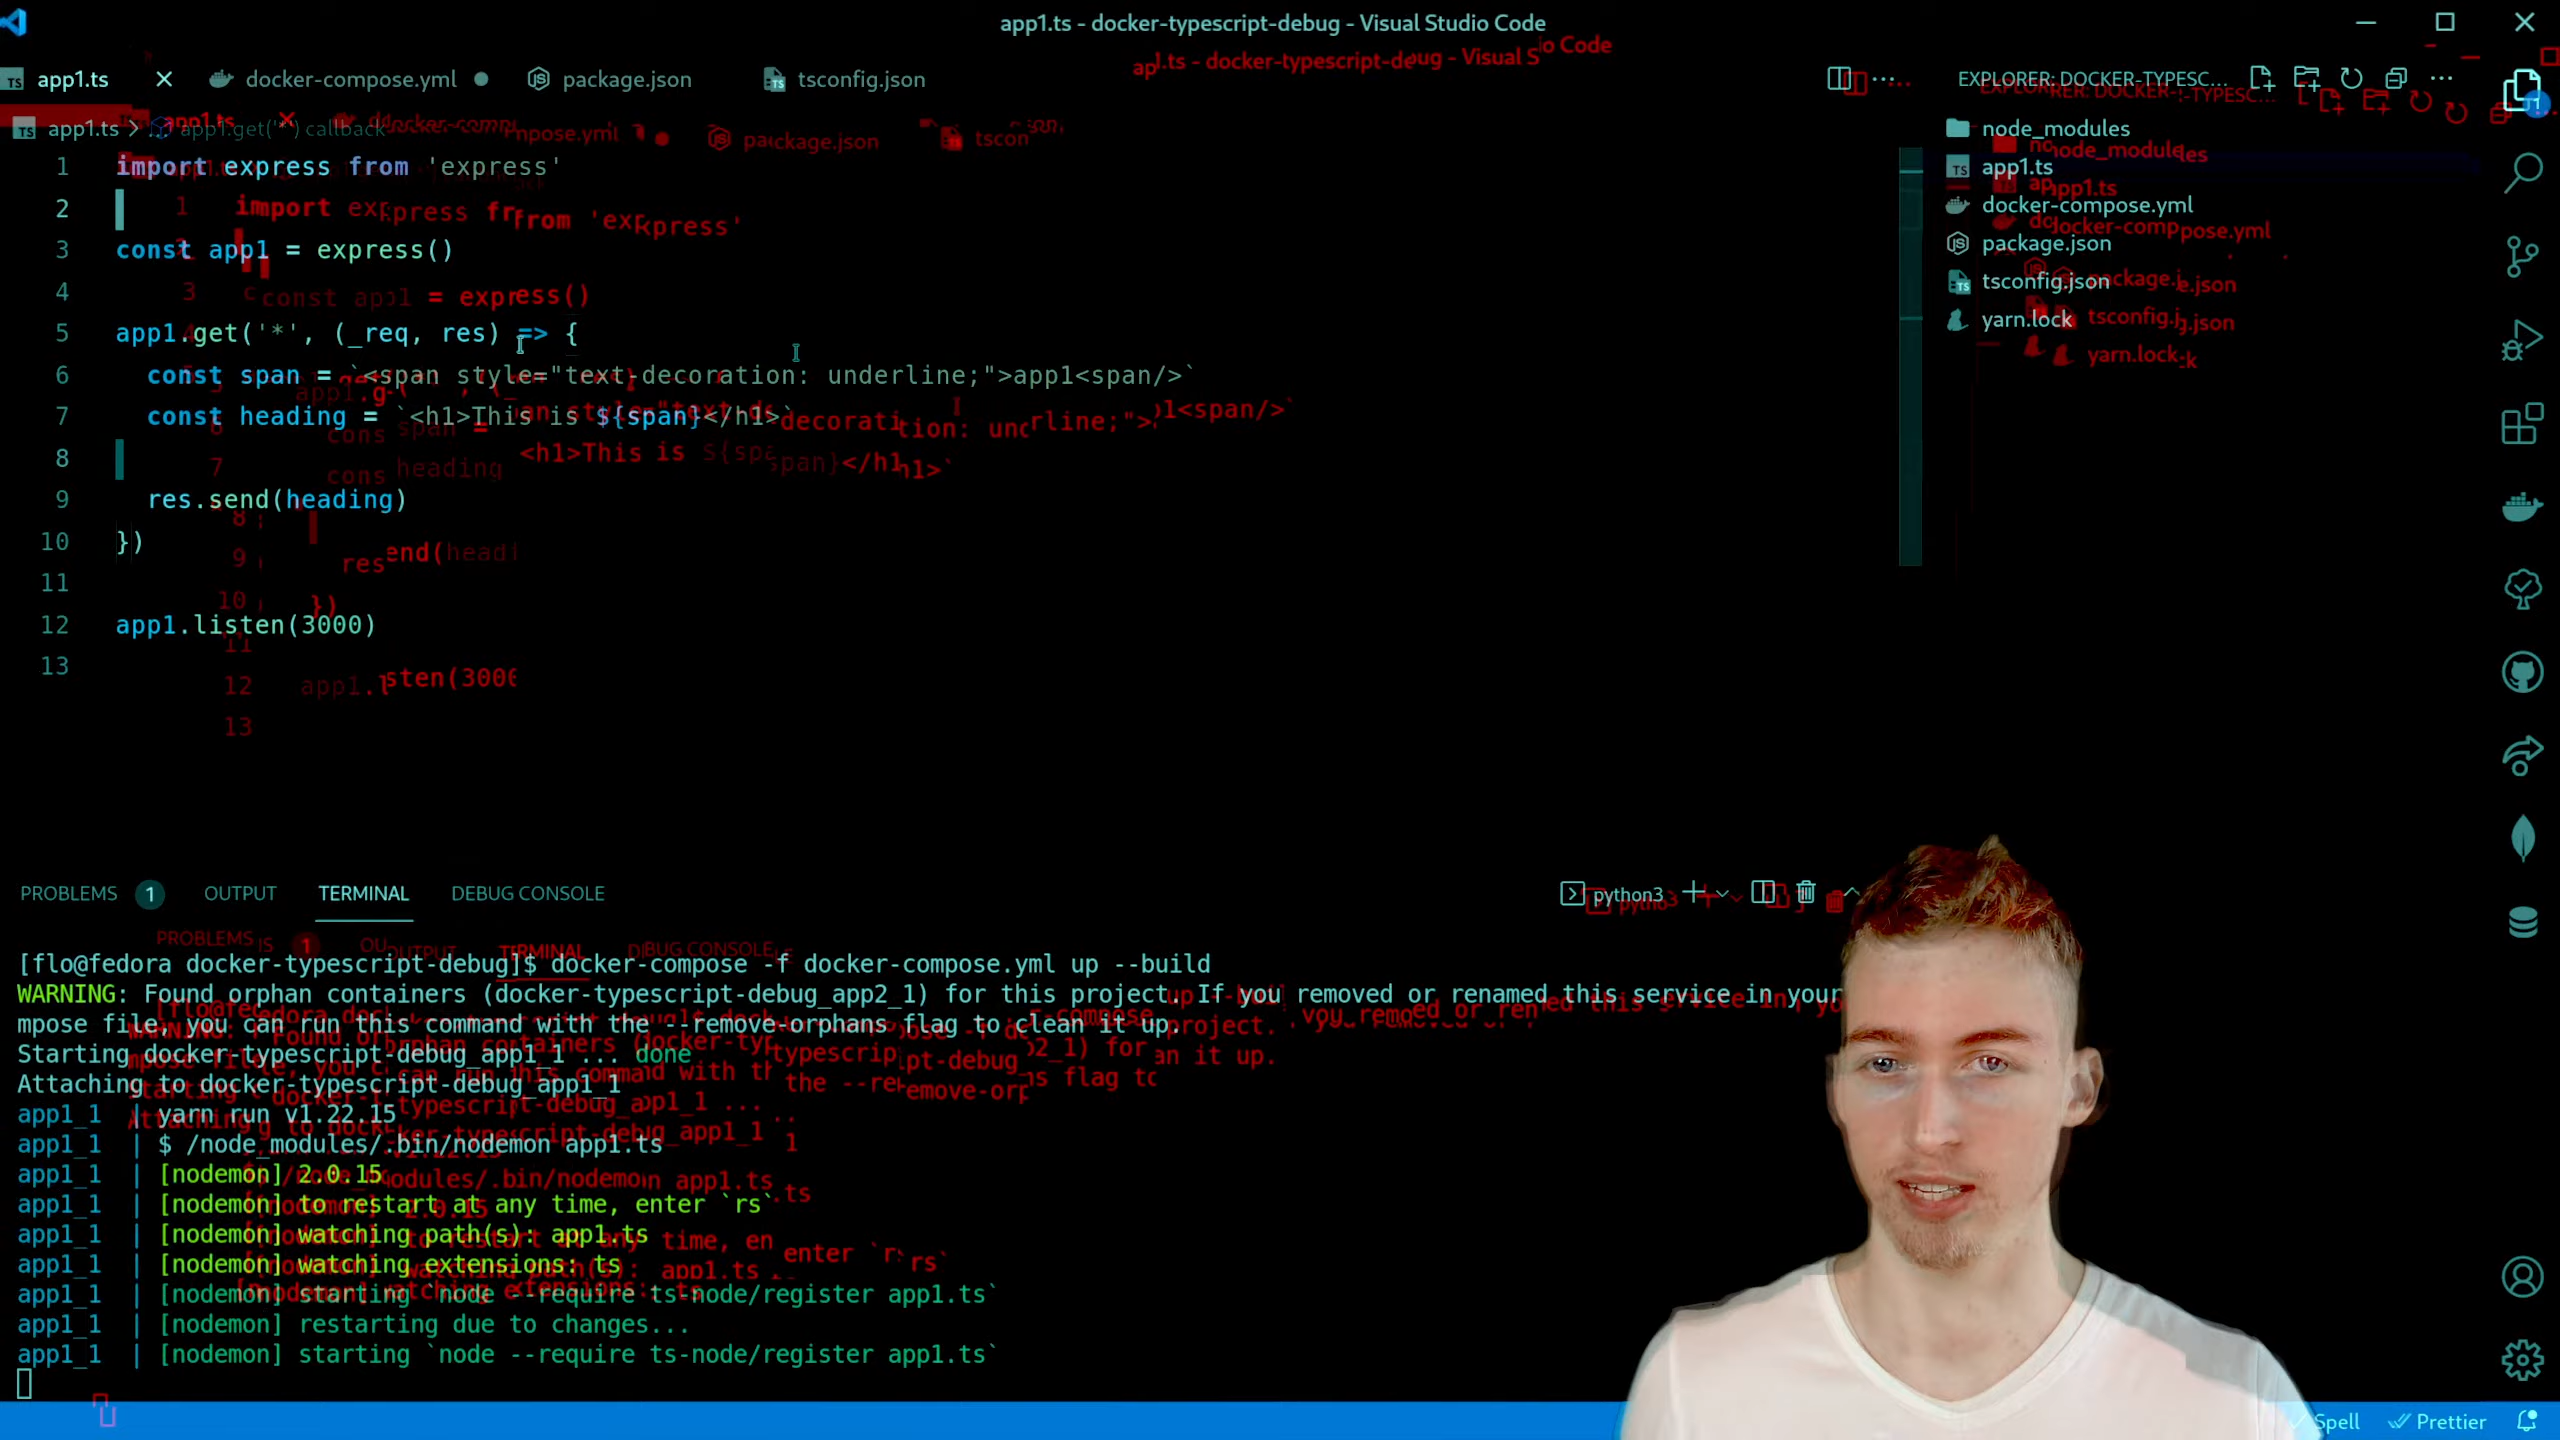 app1.ts - docker-typescript-debug - Visual Studio Code
app1.ts docker-compose.yml package.json tsconfig.json
EXPLORER: DOCKER-TYPESC...
app1.ts > app1.get('*') callback
1 import express from 'express'
2
3 const app1 = express()
4
5 app1.get('*', (_req, res) => {
6 const span = `<span style="text-decoration: underline;">app1<span/>`
7 const heading = `<h1>This is ${span}</h1>`
8
9 res.send(heading)
10 })
11
12 app1.listen(3000)
13
node_modules
app1.ts
docker-compose.yml
package.json
tsconfig.json
yarn.lock
PROBLEMS 1 OUTPUT TERMINAL DEBUG CONSOLE
python3
[flo@fedora docker-typescript-debug]$ docker-compose -f docker-compose.yml up --build
WARNING: Found orphan containers (docker-typescript-debug_app2_1) for this project. If you removed or renamed this service in your
mpose file, you can run this command with the --remove-orphans flag to clean it up.
Starting docker-typescript-debug_app1_1 ... done
Attaching to docker-typescript-debug_app1_1
app1_1 | yarn run v1.22.15
app1_1 | $ /node_modules/.bin/nodemon app1.ts
app1_1 | [nodemon] 2.0.15
app1_1 | [nodemon] to restart at any time, enter `rs`
app1_1 | [nodemon] watching path(s): app1.ts
app1_1 | [nodemon] watching extensions: ts
app1_1 | [nodemon] starting `node --require ts-node/register app1.ts`
app1_1 | [nodemon] restarting due to changes...
app1_1 | [nodemon] starting `node --require ts-node/register app1.ts`
Spell Prettier